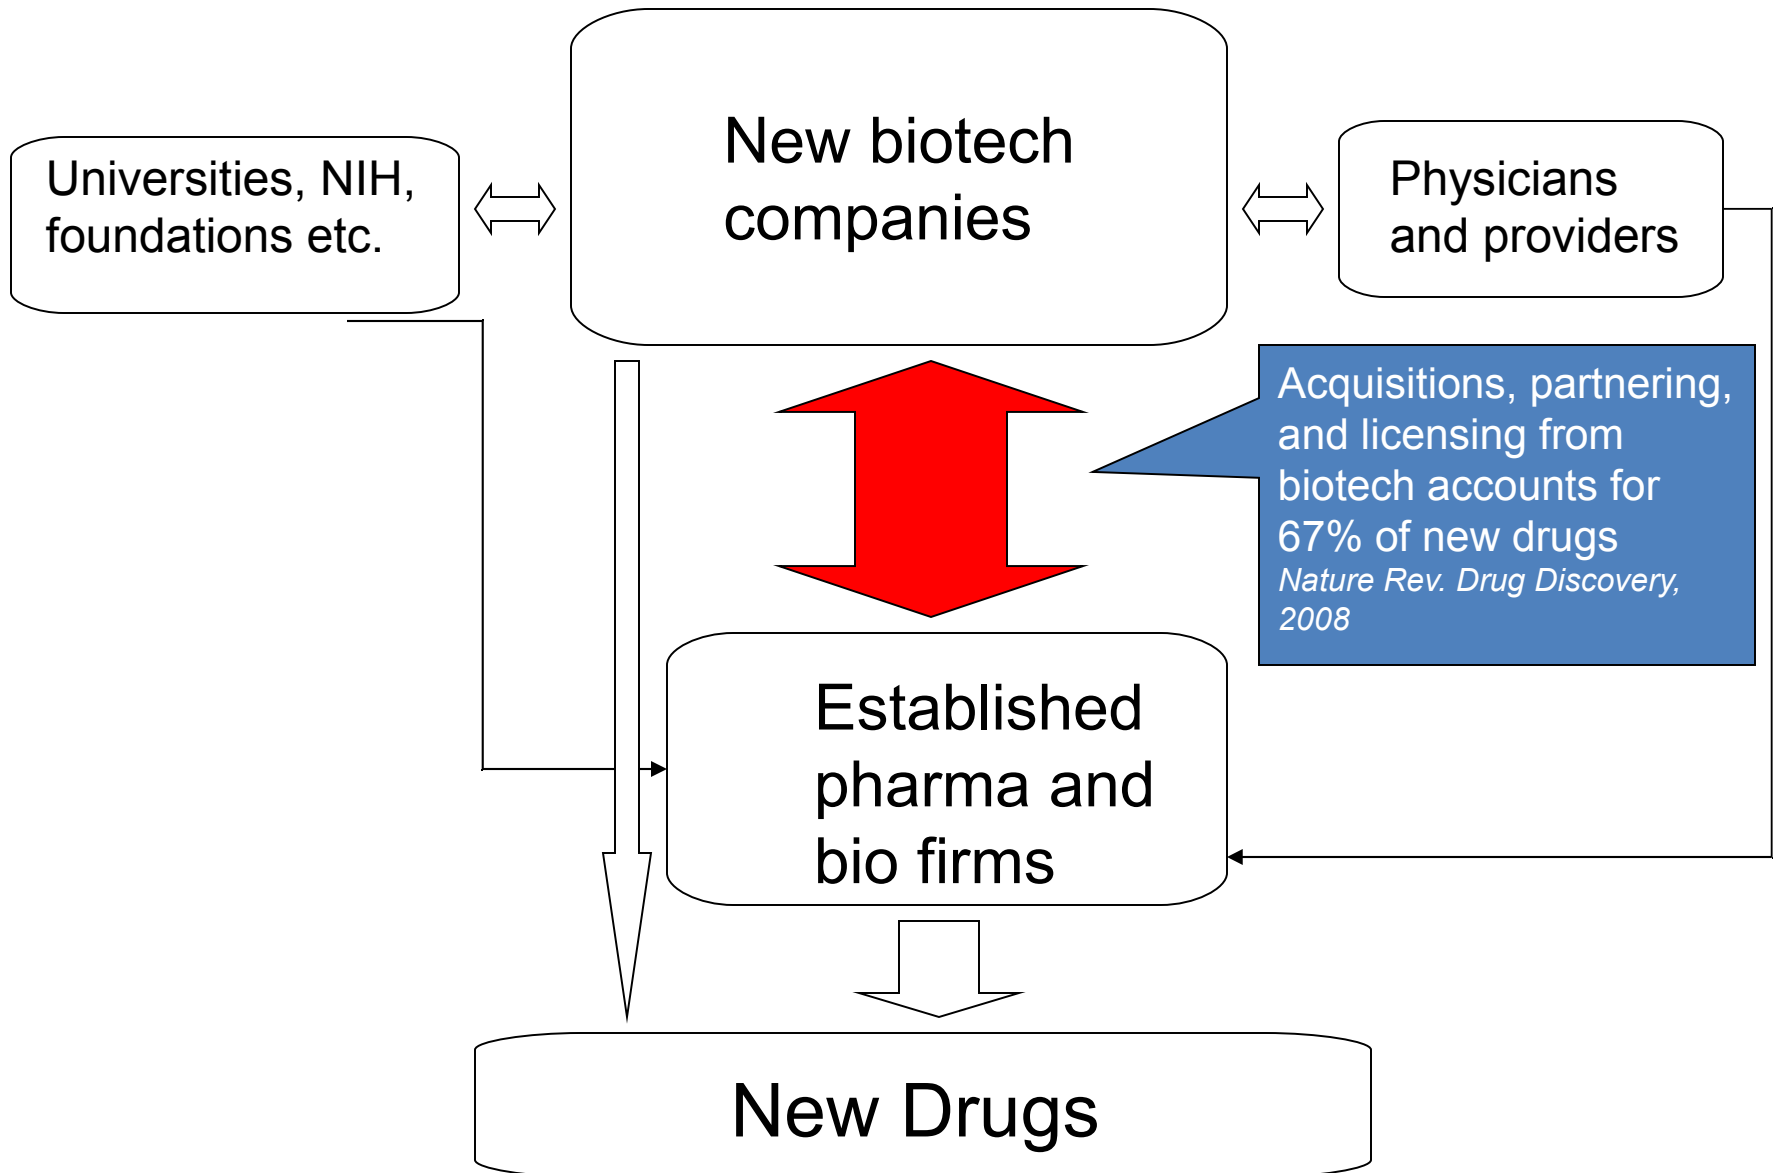 New biotech
companies
Universities, NIH,
foundations etc.
Physicians
and providers
Acquisitions, partnering,
and licensing from
biotech accounts for
67% of new drugs
Nature Rev. Drug Discovery,
2008
Established
pharma and
bio firms
New Drugs